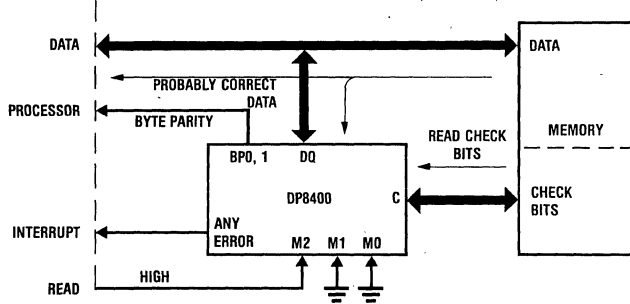 DATA
DATA
PROBABLY CORRECT
DATA
PROCESSOR
BYTE PARITY
READ CHECK
BITS
MEMORY
BP0, 1
DQ
DP8400
C
CHECK
BITS
INTERRUPT
ANY
ERROR
M2
M1
M0
HIGH
READ